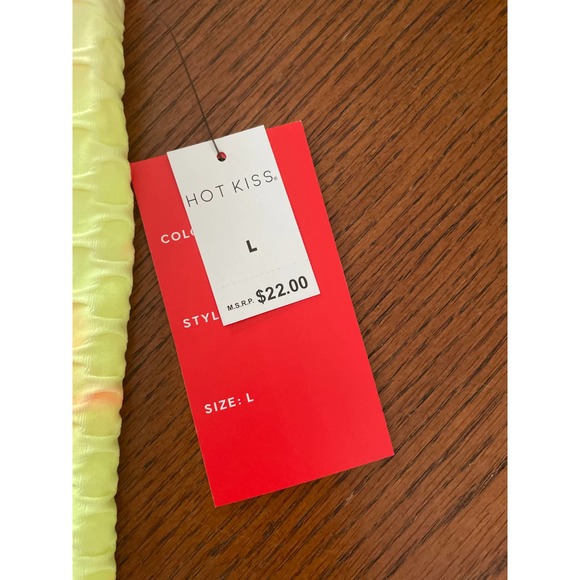 HOT KISS®
COLO
L
M.S.R.P. $22.00
STYL
SIZE: L